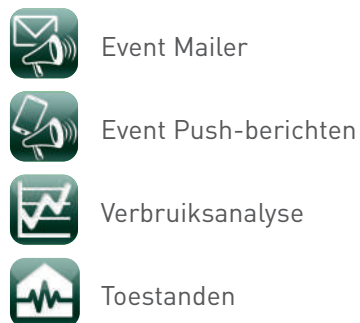 Event Mailer
Event Push-berichten
Verbruiksanalyse
Toestanden